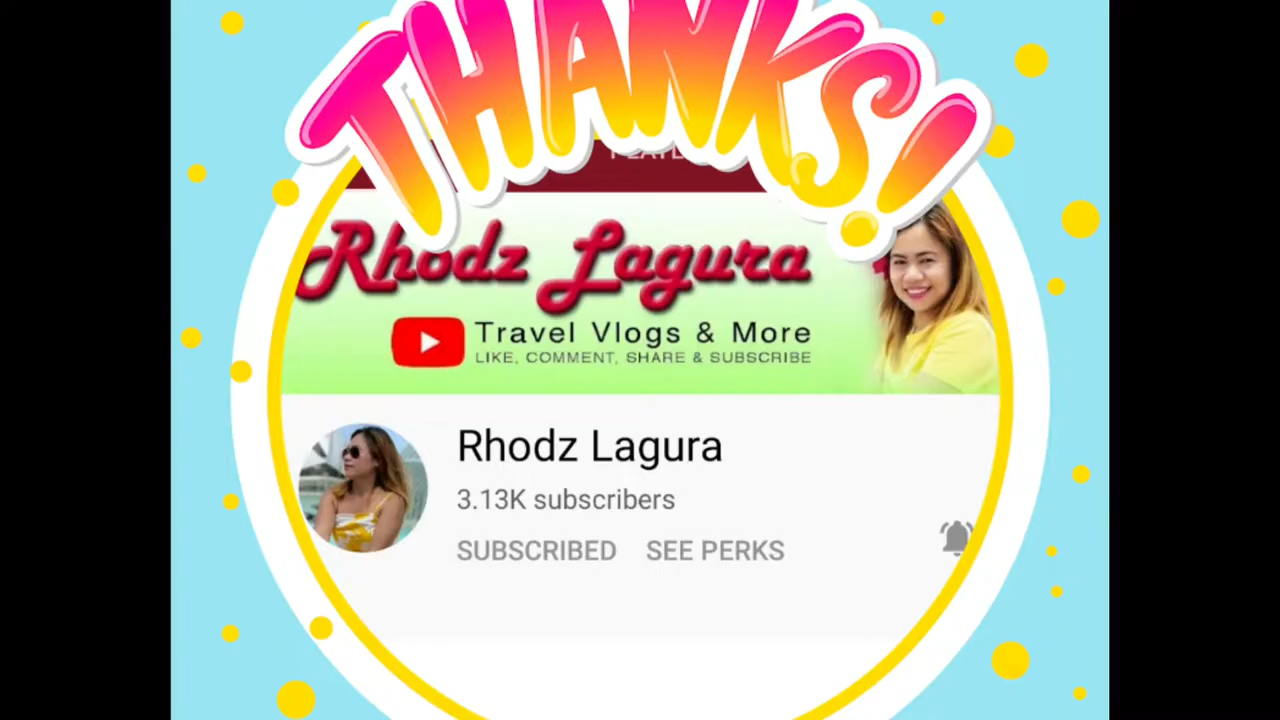 THANKS!
Rhodz Lagura
Travel Vlogs & More
LIKE, COMMENT, SHARE & SUBSCRIBE
Rhodz Lagura
3.13K subscribers
SUBSCRIBED SEE PERKS